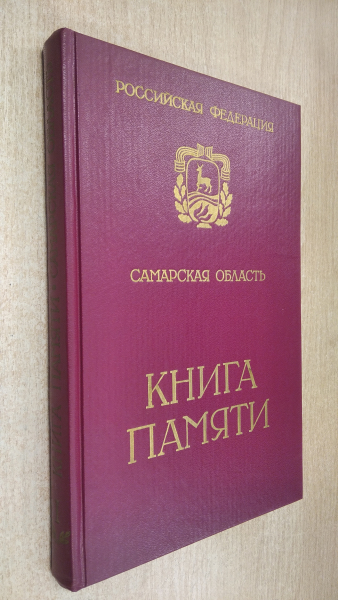 РОССИЙСКАЯ ФЕДЕРАЦИЯ
САМАРСКАЯ ОБЛАСТЬ
КНИГА
ПАМЯТИ